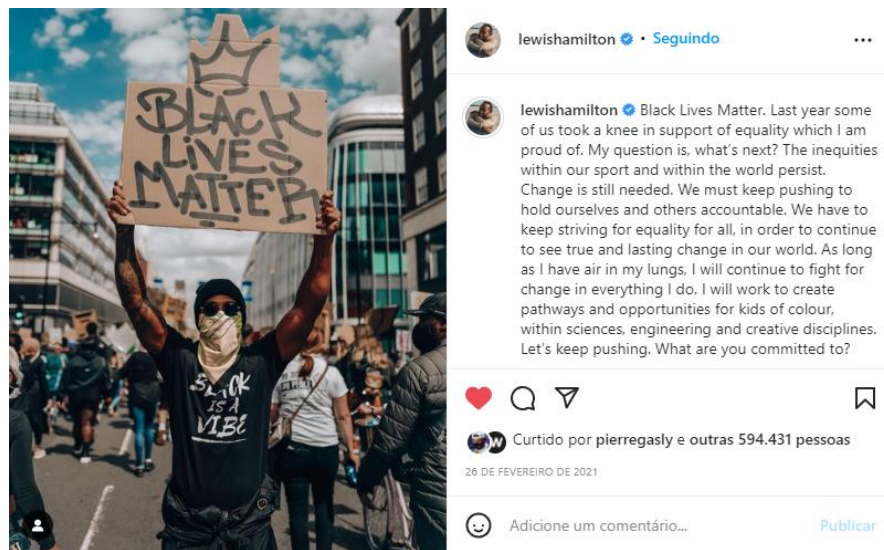 BLACK
LIVES
MATTER
BLACK
IS A
VIBE
lewishamilton • Seguindo
lewishamilton Black Lives Matter. Last year some
of us took a knee in support of equality which I am
proud of. My question is, what's next? The inequities
within our sport and within the world persist.
Change is still needed. We must keep pushing to
hold ourselves and others accountable. We have to
keep striving for equality for all, in order to continue
to see true and lasting change in our world. As long
as I have air in my lungs, I will continue to fight for
change in everything I do. I will work to create
pathways and opportunities for kids of colour,
within sciences, engineering and creative disciplines.
Let's keep pushing. What are you committed to?
Curtido por pierregasly e outras 594.431 pessoas
26 DE FEVEREIRO DE 2021
Adicione um comentário... Publicar